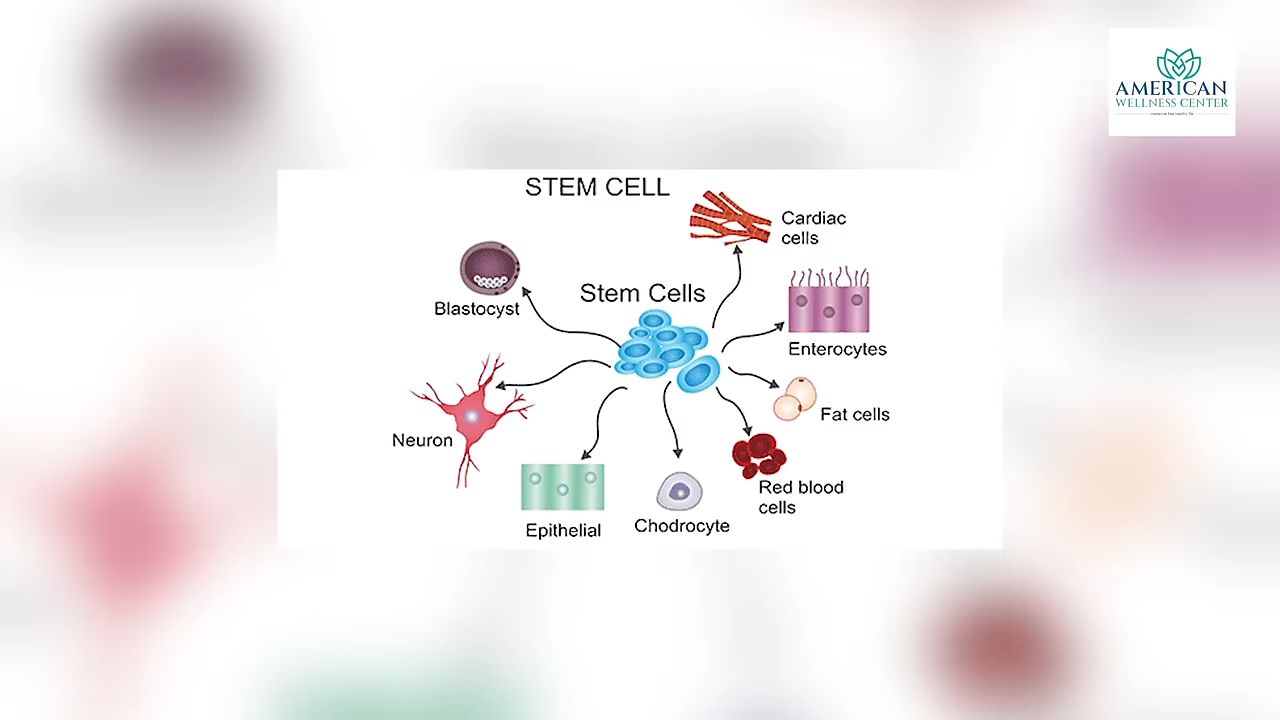 AMERICAN
WELLNESS CENTER
STEM CELL
Cardiac
cells
Blastocyst
Stem Cells
Enterocytes
Neuron
Fat cells
Red blood
cells
Epithelial
Chodrocyte